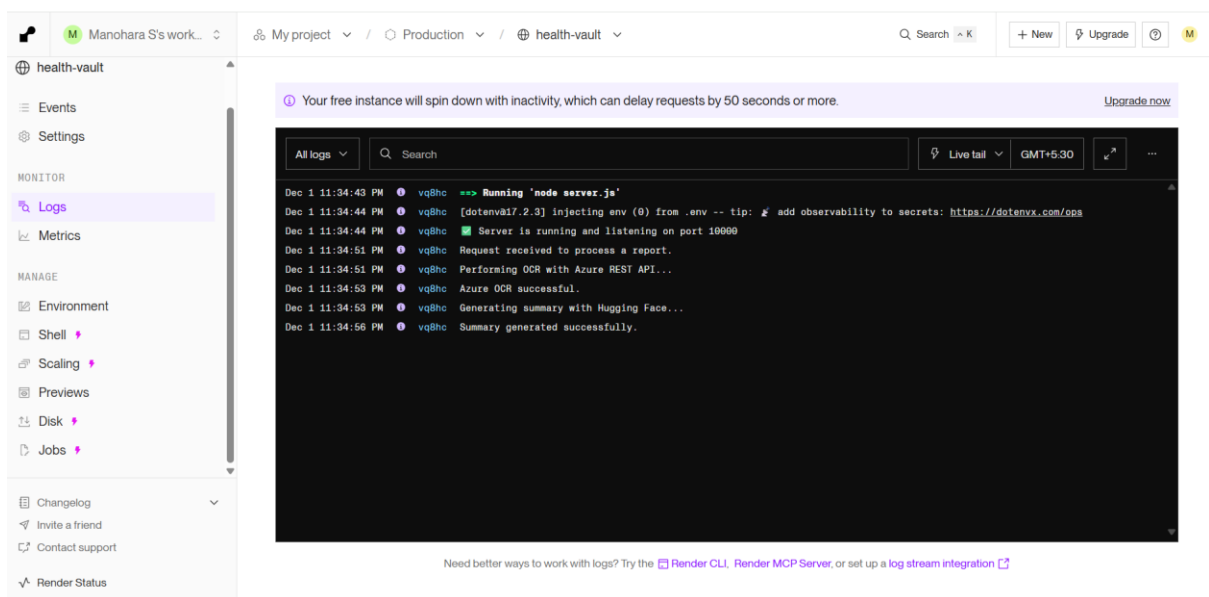 M Manohara S's work...
My project / Production / health-vault
Search ^ K
+ New
Upgrade
M
health-vault
Events
Settings
MONITOR
Logs
Metrics
MANAGE
Environment
Shell
Scaling
Previews
Disk
Jobs
Changelog
Invite a friend
Contact support
Render Status
Your free instance will spin down with inactivity, which can delay requests by 50 seconds or more. Upgrade now
All logs Search Live tail GMT+5:30 ...
Dec 1 11:34:43 PM vq8hc ==> Running 'node server.js'
Dec 1 11:34:44 PM vq8hc [dotenv@17.2.3] injecting env (0) from .env -- tip: 📡 add observability to secrets: https://dotenvx.com/ops
Dec 1 11:34:44 PM vq8hc ✅ Server is running and listening on port 10000
Dec 1 11:34:51 PM vq8hc Request received to process a report.
Dec 1 11:34:51 PM vq8hc Performing OCR with Azure REST API...
Dec 1 11:34:53 PM vq8hc Azure OCR successful.
Dec 1 11:34:53 PM vq8hc Generating summary with Hugging Face...
Dec 1 11:34:56 PM vq8hc Summary generated successfully.
Need better ways to work with logs? Try the Render CLI, Render MCP Server, or set up a log stream integration